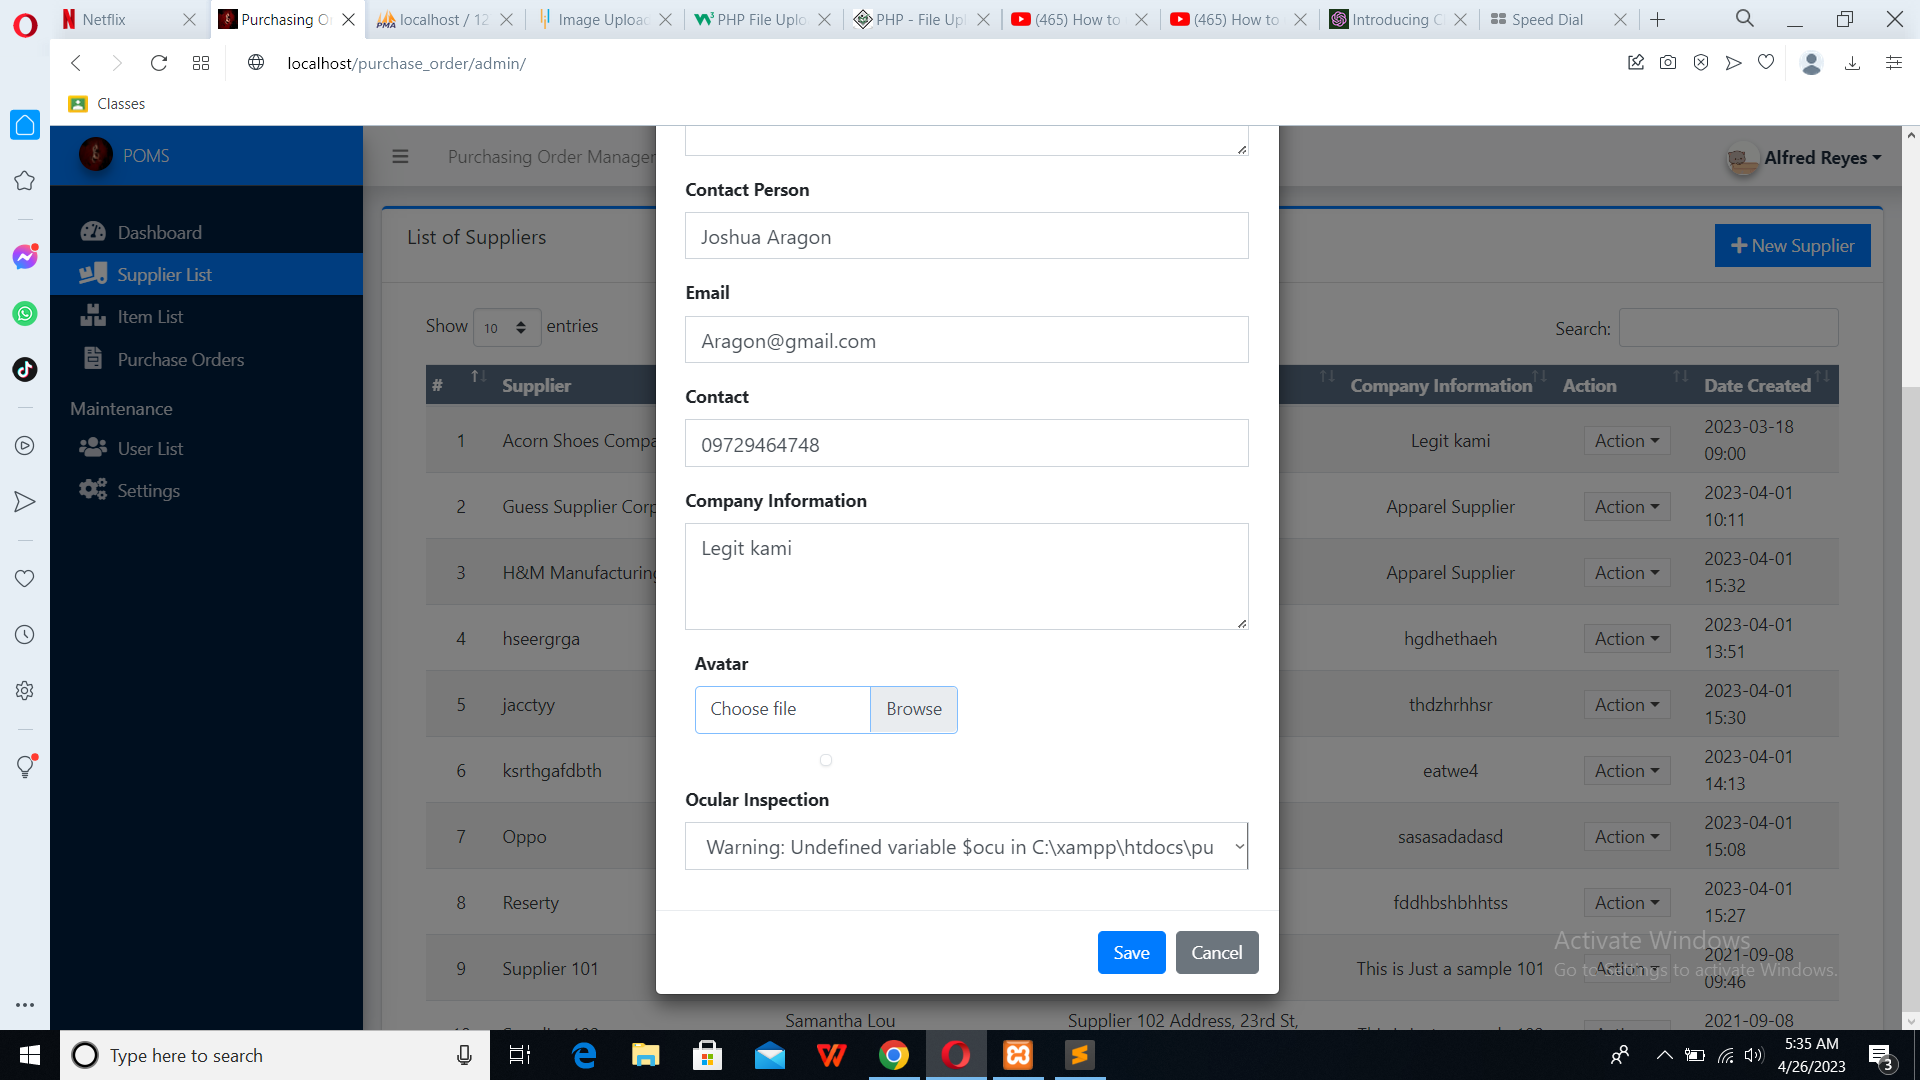 Netflix
Purchasing O
localhost / 12
Image Uploac
PHP File Uplo
PHP - File Upl
(465) How to
(465) How to
Introducing C
Speed Dial
localhost/purchase_order/admin/
Classes
POMS
Purchasing Order Manager
Alfred Reyes
Dashboard
Supplier List
Item List
Purchase Orders
Maintenance
User List
Settings
List of Suppliers
New Supplier
Show 10 entries
Search:
# Supplier Company Information Action Date Created
1 Acorn Shoes Compa Legit kami Action 2023-03-18 09:00
2 Guess Supplier Corp Apparel Supplier Action 2023-04-01 10:11
3 H&M Manufacturing Apparel Supplier Action 2023-04-01 15:32
4 hseergrga hgdhethaeh Action 2023-04-01 13:51
5 jacctyy thdzhrhhsr Action 2023-04-01 15:30
6 ksrthgafdbth eatwe4 Action 2023-04-01 14:13
7 Oppo sasasadadasd Action 2023-04-01 15:08
8 Reserty fddhbshbhhtss Action 2023-04-01 15:27
9 Supplier 101 This is Just a sample 101 Action 2021-09-08 09:46
Samantha Lou Supplier 102 Address, 23rd St, 2021-09-08
Contact Person
Joshua Aragon
Email
Aragon@gmail.com
Contact
09729464748
Company Information
Legit kami
Avatar
Choose file Browse
Ocular Inspection
Warning: Undefined variable $ocu in C:\xampp\htdocs\pu
Save Cancel
Activate Windows
Go to Settings to activate Windows.
Type here to search
5:35 AM
4/26/2023
3